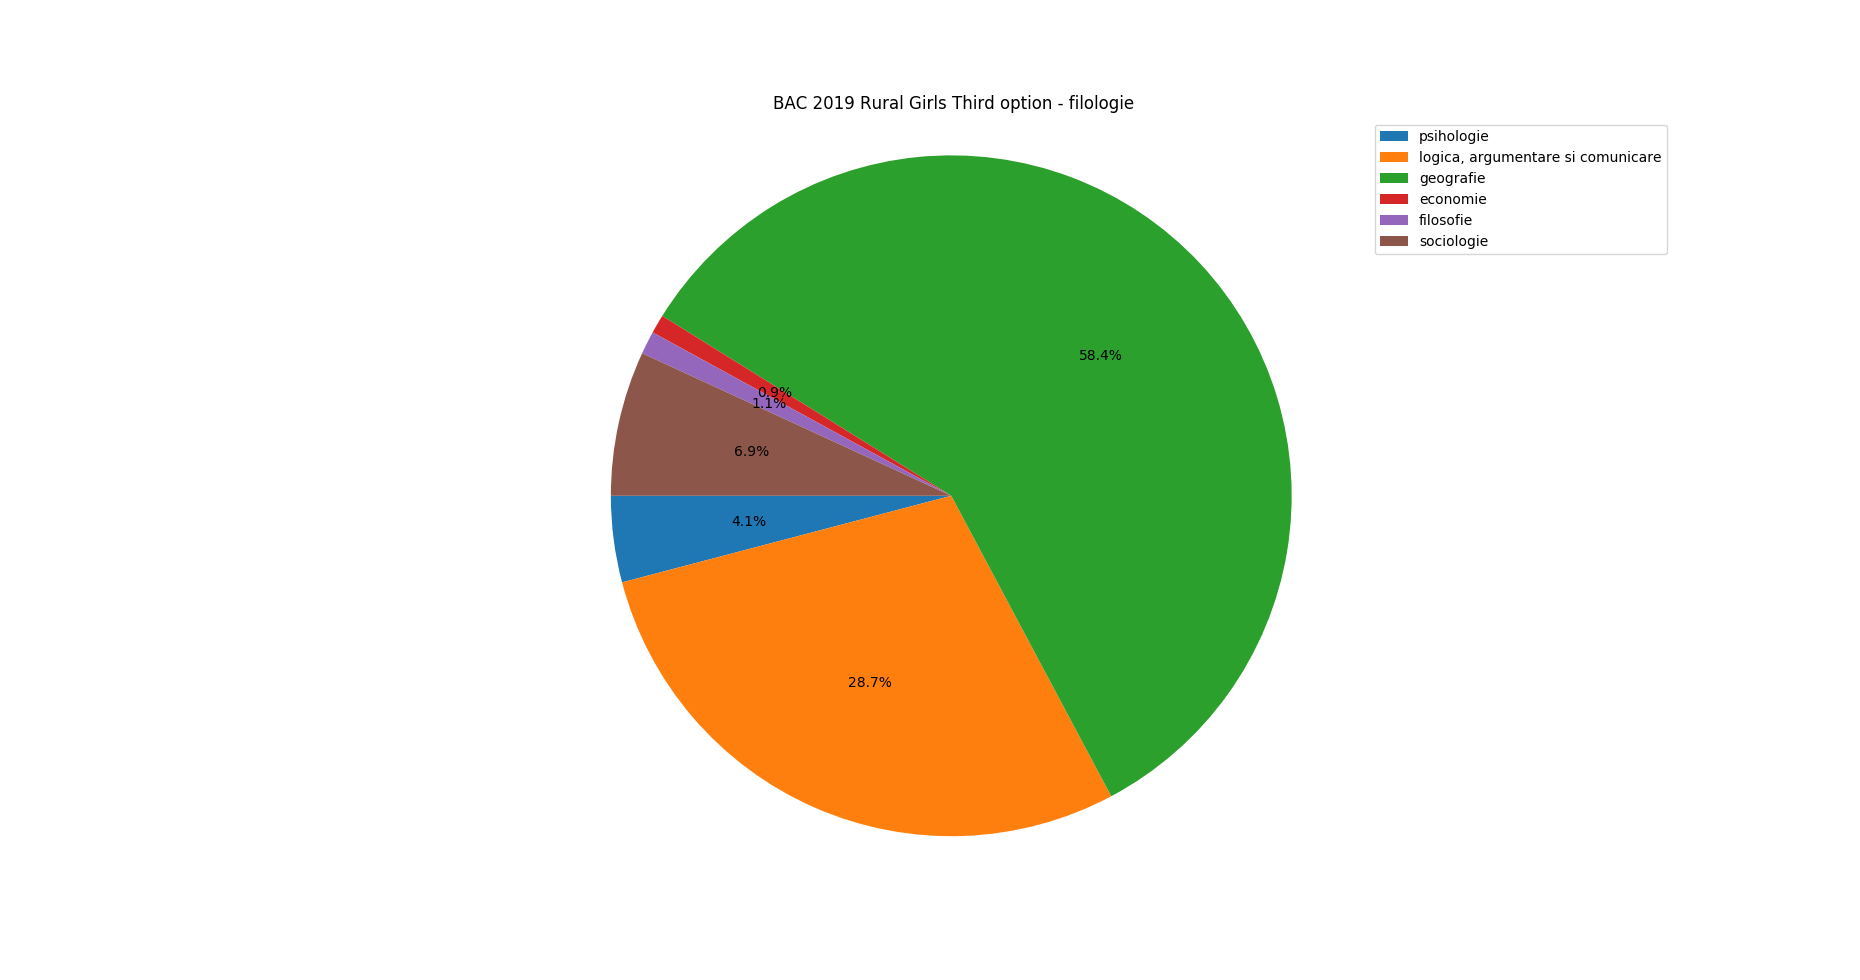 BAC 2019 Rural Girls Third option - filologie
psihologie
logica, argumentare si comunicare
geografie
economie
filosofie
sociologie
58.4%
0.9%
1.1%
6.9%
4.1%
28.7%